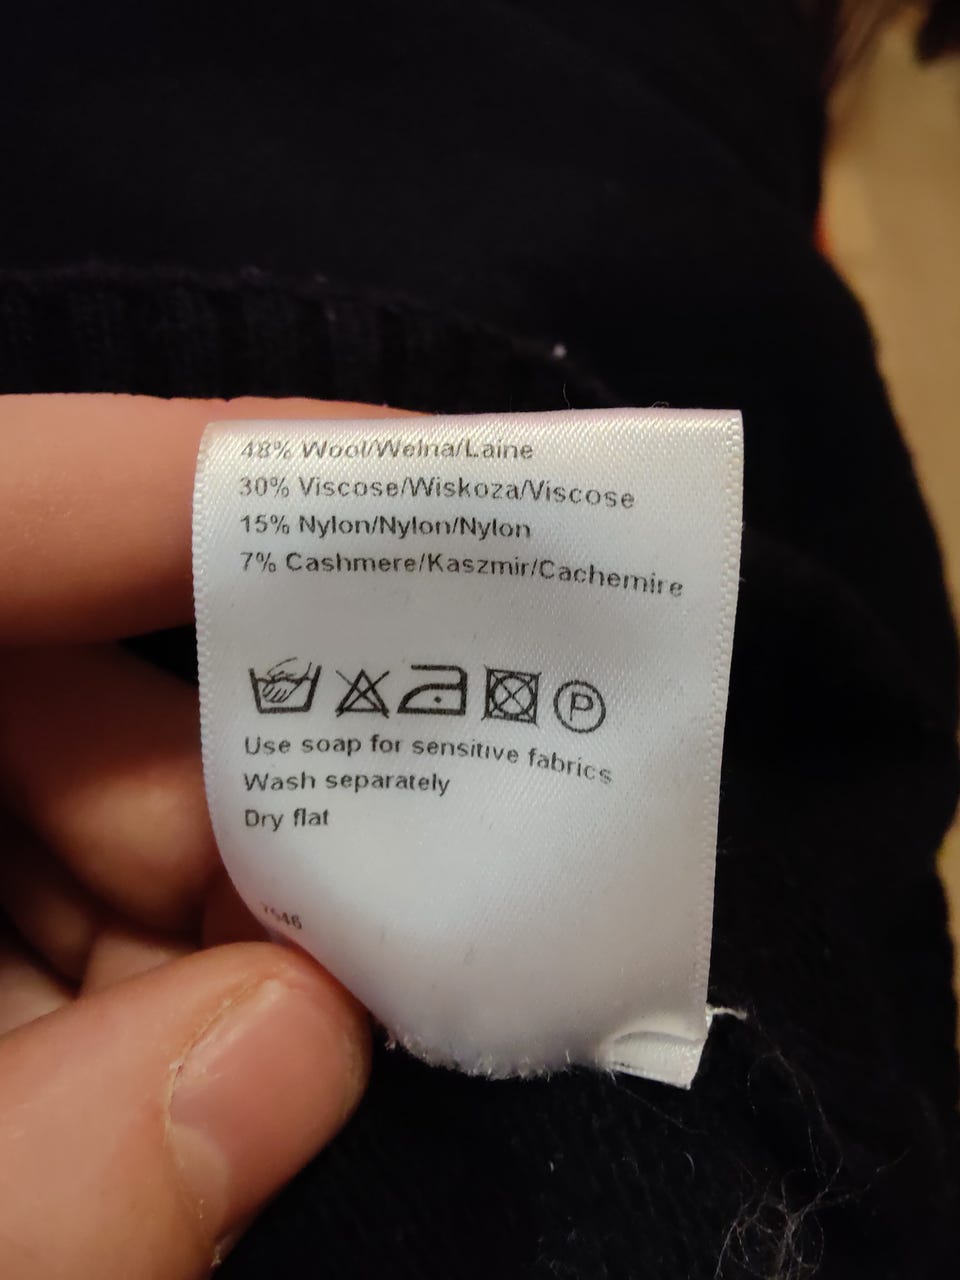 48% Wool/Wełna/Laine
30% Viscose/Wiskoza/Viscose
15% Nylon/Nylon/Nylon
7% Cashmere/Kaszmir/Cachemire
P
Use soap for sensitive fabrics
Wash separately
Dry flat